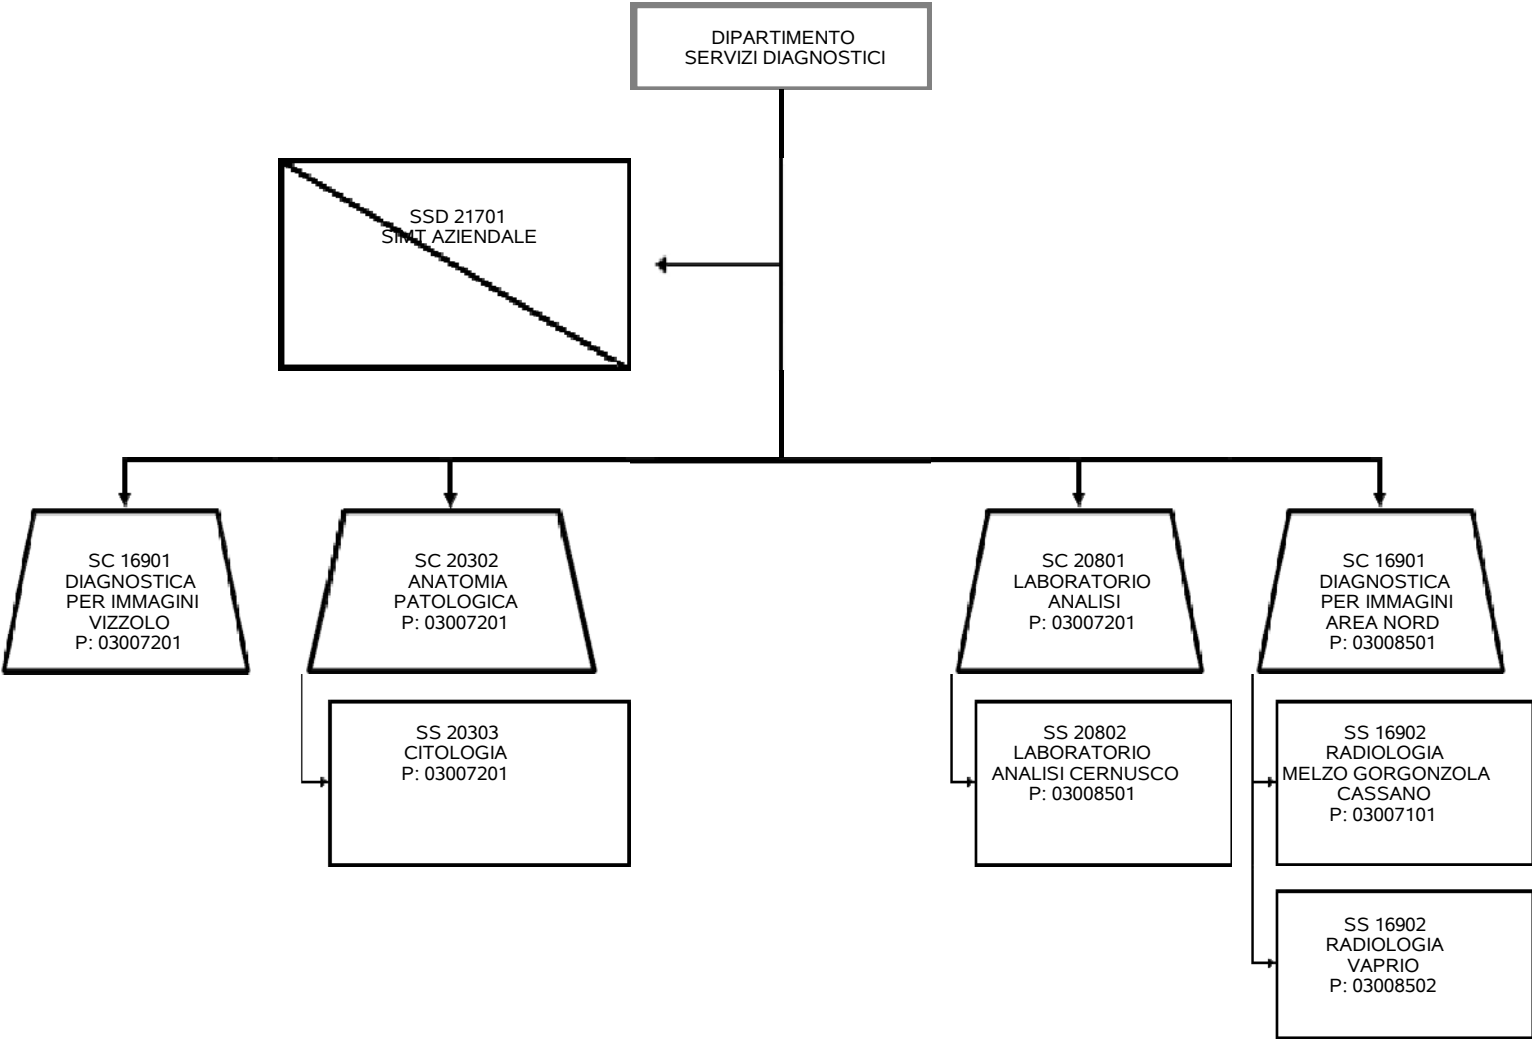 DIPARTIMENTO
SERVIZI DIAGNOSTICI
SSD 21701
SIMT AZIENDALE
SC 16901
DIAGNOSTICA
PER IMMAGINI
VIZZOLO
P: 03007201
SC 20302
ANATOMIA
PATOLOGICA
P: 03007201
SC 20801
LABORATORIO
ANALISI
P: 03007201
SC 16901
DIAGNOSTICA
PER IMMAGINI
AREA NORD
P: 03008501
SS 20303
CITOLOGIA
P: 03007201
SS 20802
LABORATORIO
ANALISI CERNUSCO
P: 03008501
SS 16902
RADIOLOGIA
MELZO GORGONZOLA
CASSANO
P: 03007101
SS 16902
RADIOLOGIA
VAPRIO
P: 03008502